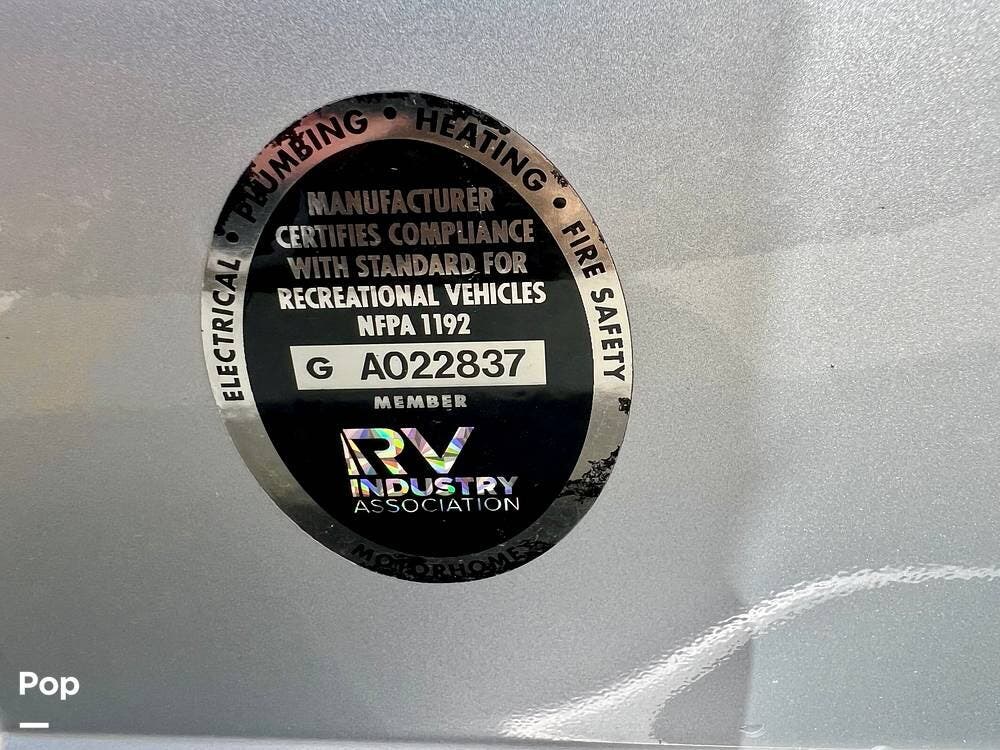 ELECTRICAL • PLUMBING • HEATING • FIRE SAFETY
MANUFACTURER
CERTIFIES COMPLIANCE
WITH STANDARD FOR
RECREATIONAL VEHICLES
NFPA 1192
G A022837
MEMBER
RV
INDUSTRY
ASSOCIATION
MOTORHOMES
Pop